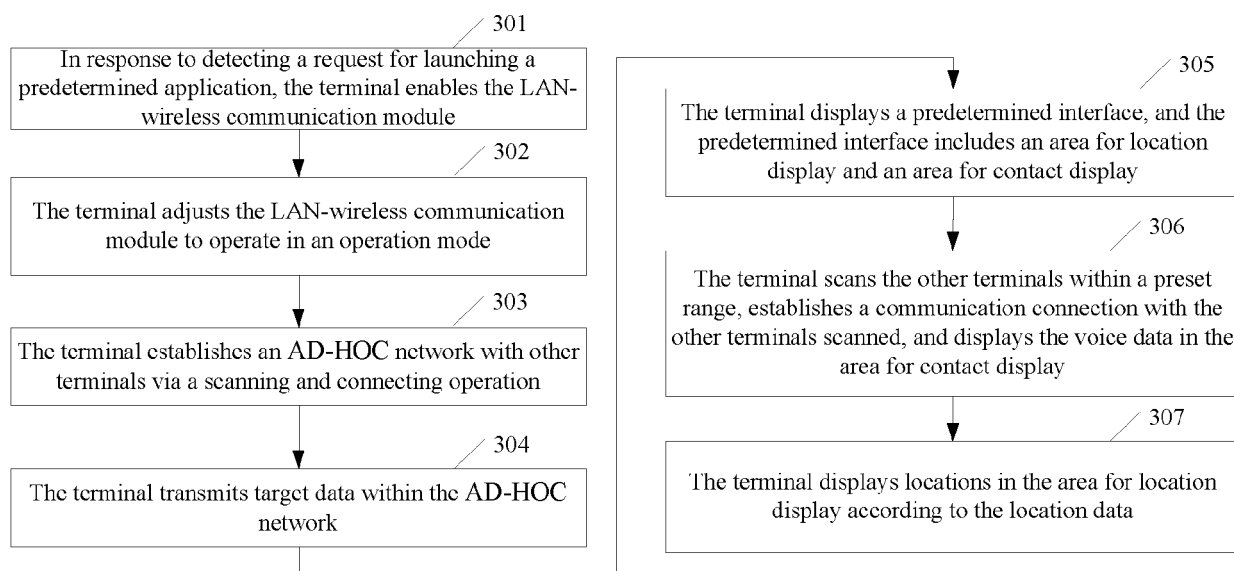 301
In response to detecting a request for launching a
predetermined application, the terminal enables the LAN-
wireless communication module
302
The terminal adjusts the LAN-wireless communication
module to operate in an operation mode
303
The terminal establishes an AD-HOC network with other
terminals via a scanning and connecting operation
304
The terminal transmits target data within the AD-HOC
network
305
The terminal displays a predetermined interface, and the
predetermined interface includes an area for location
display and an area for contact display
306
The terminal scans the other terminals within a preset
range, establishes a communication connection with the
other terminals scanned, and displays the voice data in the
area for contact display
307
The terminal displays locations in the area for location
display according to the location data